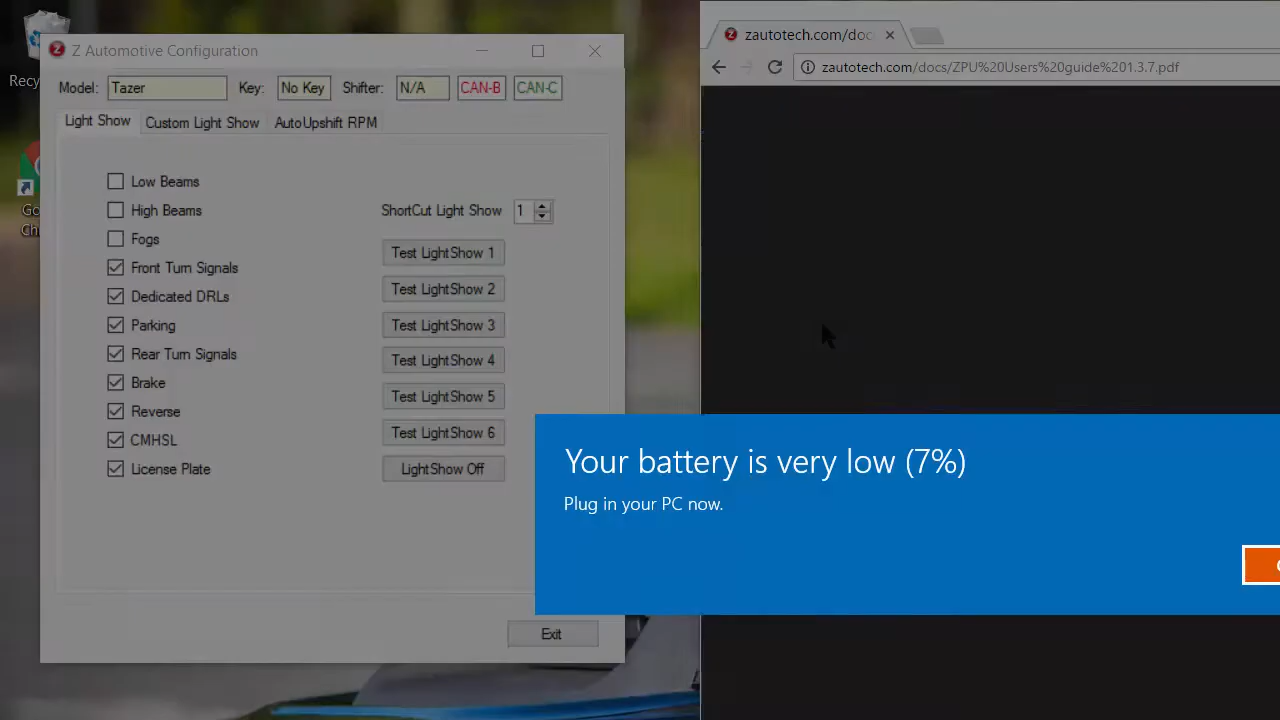 Recyc
Go
Ch
Z Automotive Configuration
Model: Tazer Key: No Key Shifter: N/A CAN-B CAN-C
Light Show Custom Light Show AutoUpshift RPM
Low Beams
High Beams
Fogs
Front Turn Signals
Dedicated DRLs
Parking
Rear Turn Signals
Brake
Reverse
CMHSL
License Plate
ShortCut Light Show 1
Test LightShow 1
Test LightShow 2
Test LightShow 3
Test LightShow 4
Test LightShow 5
Test LightShow 6
LightShow Off
Exit
zautotech.com/doc
zautotech.com/docs/ZPU%20Users%20guide%201.3.7.pdf
Your battery is very low (7%)
Plug in your PC now.